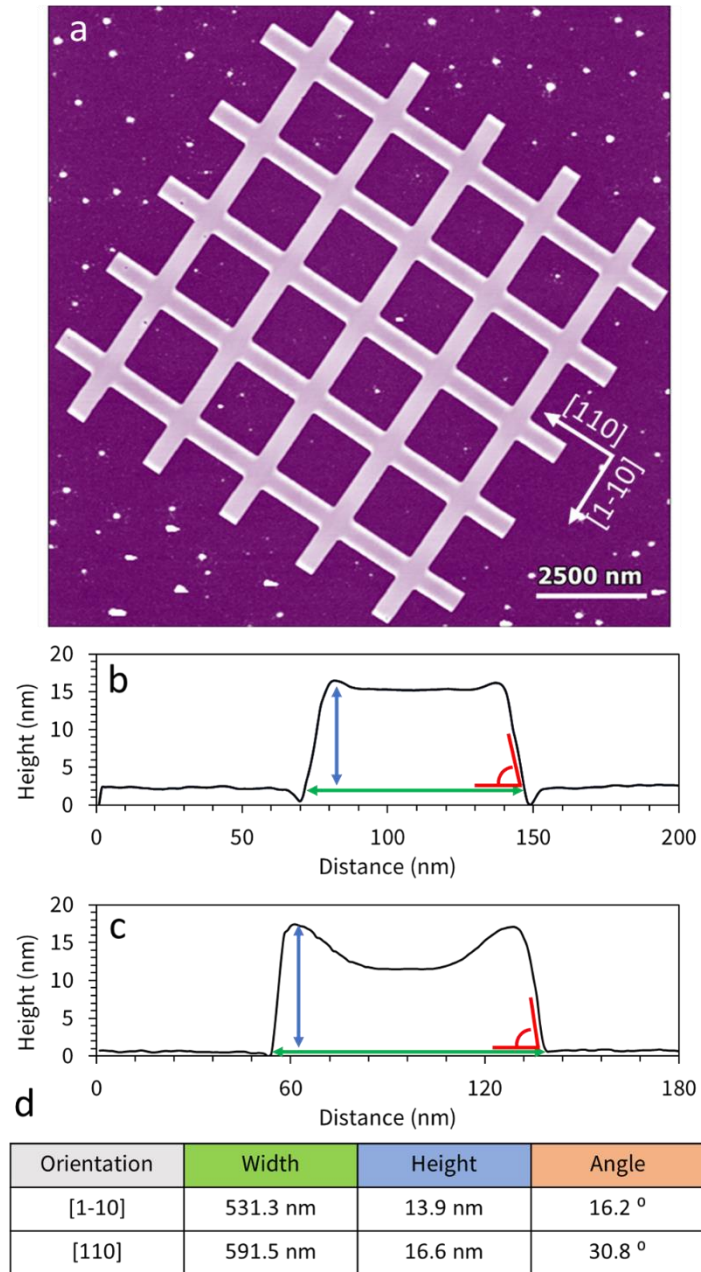 a
[110]
[1-10]
2500 nm
b
Height (nm)
20
15
10
5
0
0 50 100 150 200
Distance (nm)
c
Height (nm)
20
15
10
5
0
0 60 120 180
Distance (nm)
d
Orientation Width Height Angle
[1-10] 531.3 nm 13.9 nm 16.2 º
[110] 591.5 nm 16.6 nm 30.8 º